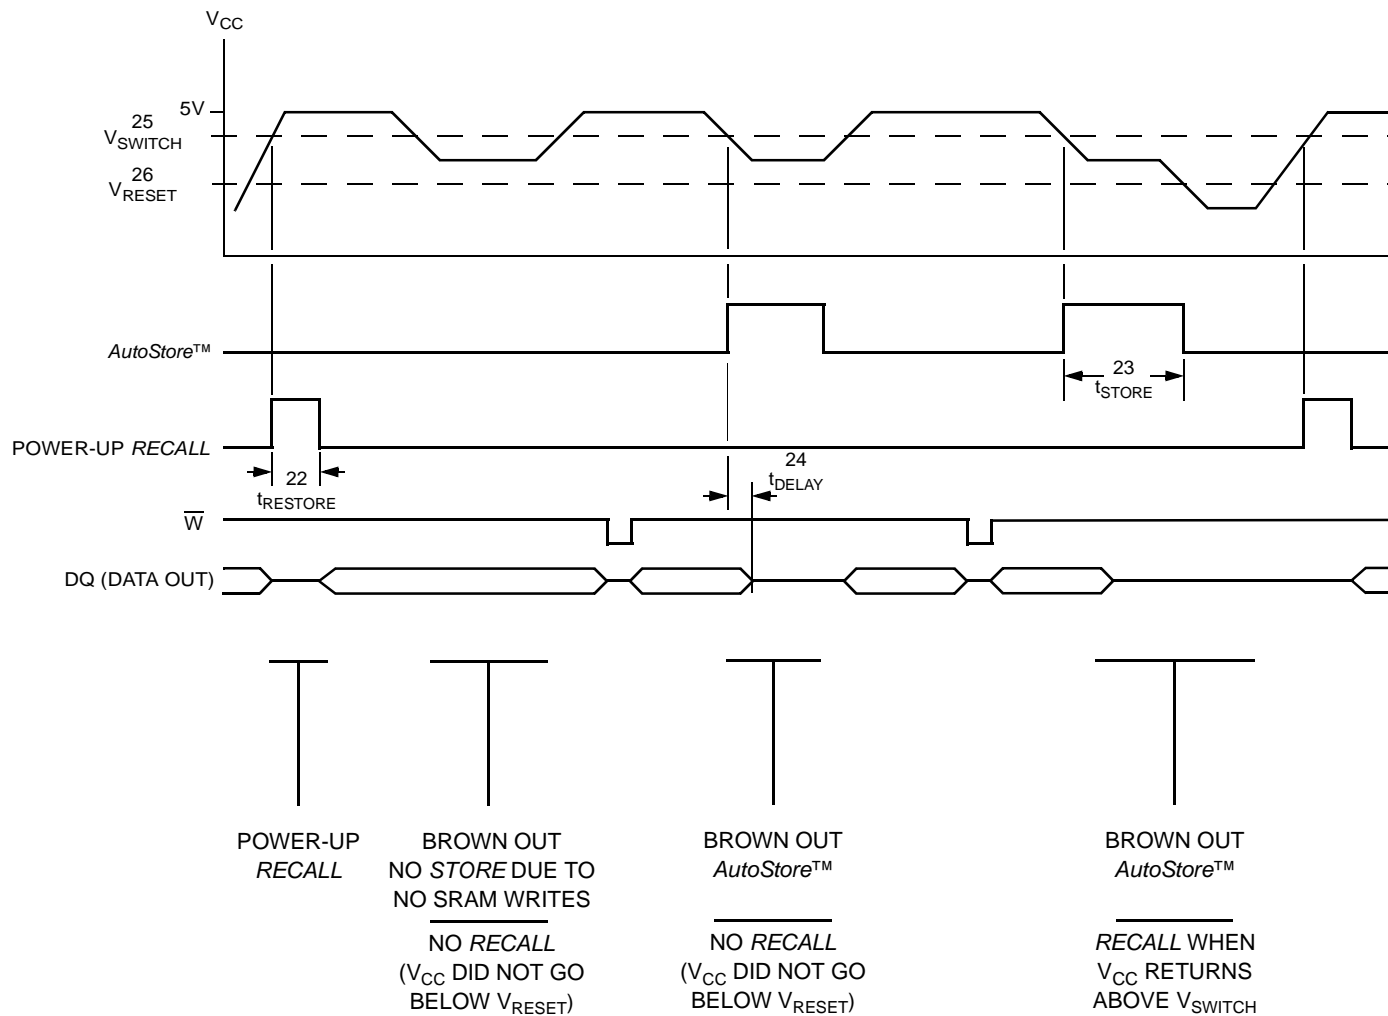 VCC
5V
25
VSWITCH
26
VRESET
AutoStore™
23
tSTORE
POWER-UP RECALL
22
tRESTORE
24
tDELAY
W
DQ (DATA OUT)
POWER-UP
RECALL
BROWN OUT
NO STORE DUE TO
NO SRAM WRITES
NO RECALL
(VCC DID NOT GO
BELOW VRESET)
BROWN OUT
AutoStore™
NO RECALL
(VCC DID NOT GO
BELOW VRESET)
BROWN OUT
AutoStore™
RECALL WHEN
VCC RETURNS
ABOVE VSWITCH